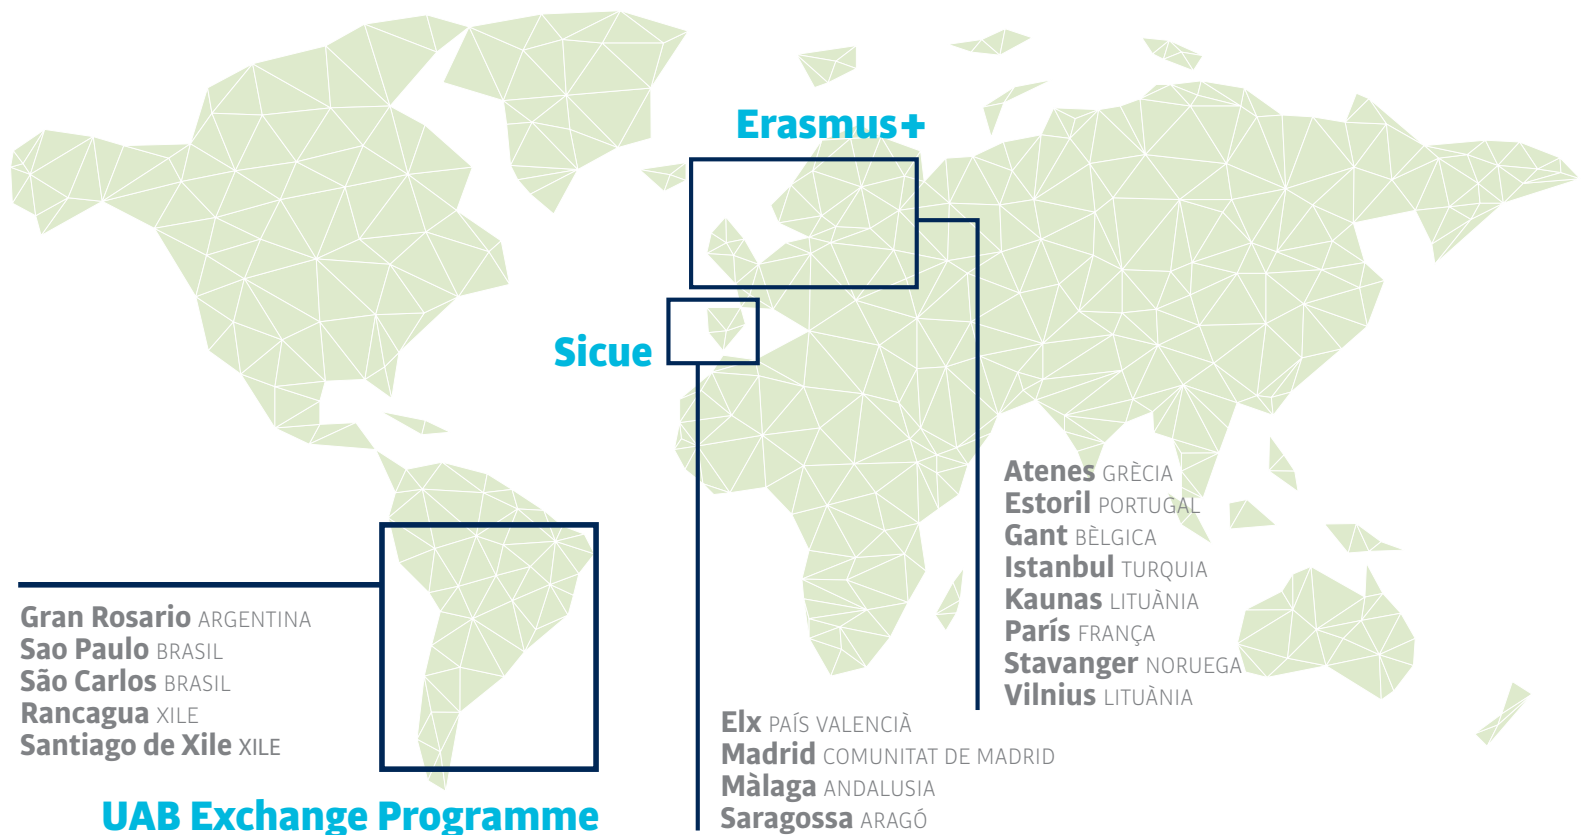 Erasmus+
Sicue
Atenes GRÈCIA
Estoril PORTUGAL
Gant BÈLGICA
Istanbul TURQUIA
Kaunas LITUÀNIA
París FRANÇA
Stavanger NORUEGA
Vilnius LITUÀNIA
Gran Rosario ARGENTINA
Sao Paulo BRASIL
São Carlos BRASIL
Rancagua XILE
Santiago de Xile XILE
UAB Exchange Programme
Elx PAÍS VALENCIÀ
Madrid COMUNITAT DE MADRID
Màlaga ANDALUSIA
Saragossa ARAGÓ